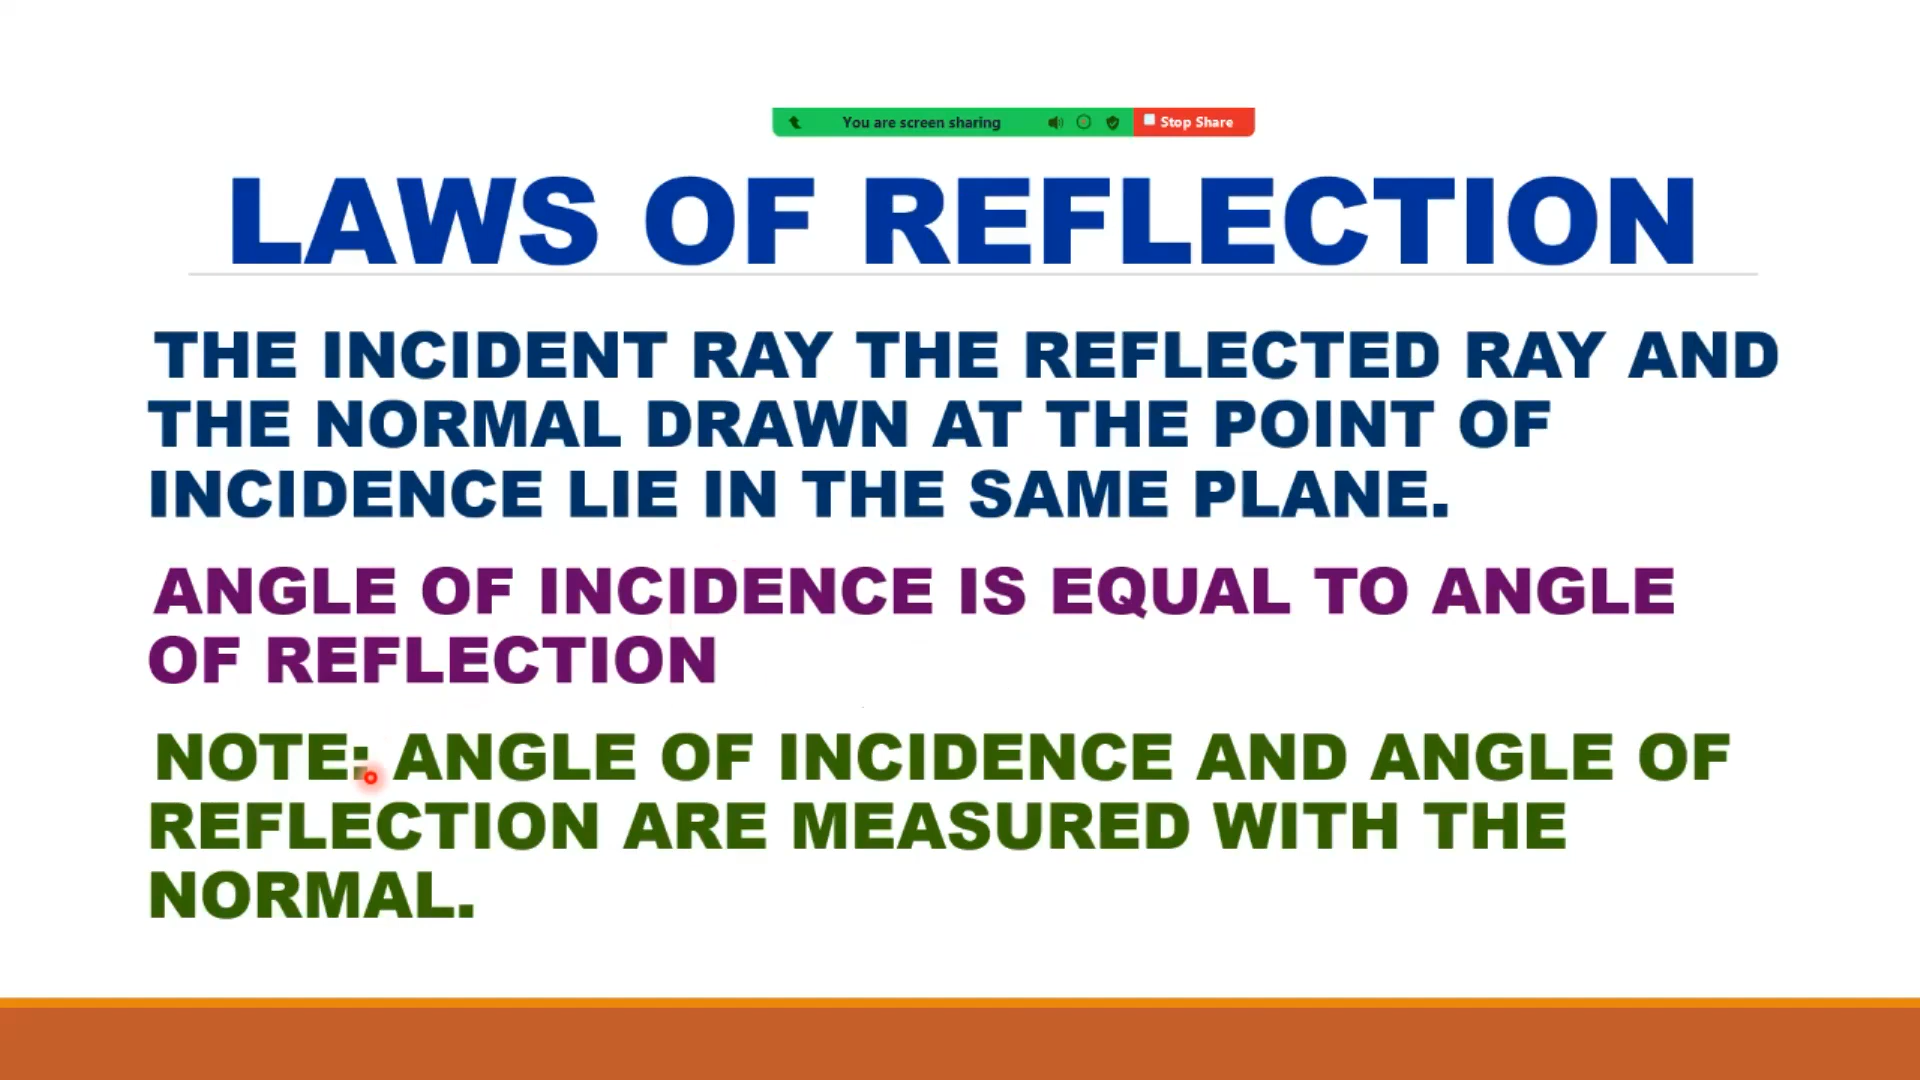 You are screen sharing
Stop Share
LAWS OF REFLECTION
THE INCIDENT RAY THE REFLECTED RAY AND
THE NORMAL DRAWN AT THE POINT OF
INCIDENCE LIE IN THE SAME PLANE.
ANGLE OF INCIDENCE IS EQUAL TO ANGLE
OF REFLECTION
NOTE: ANGLE OF INCIDENCE AND ANGLE OF
REFLECTION ARE MEASURED WITH THE
NORMAL.